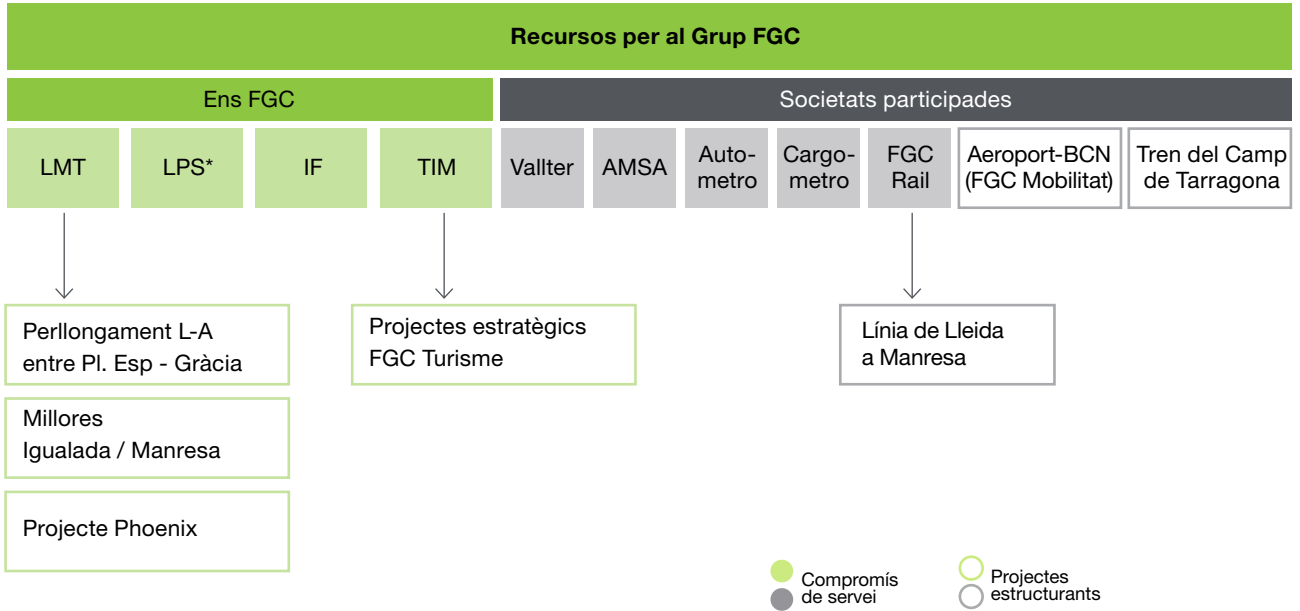 Recursos per al Grup FGC
Ens FGC
Societats participades
LMT
LPS*
IF
TIM
Vallter
AMSA
Auto-
metro
Cargo-
metro
FGC
Rail
Aeroport-BCN
(FGC Mobilitat)
Tren del Camp
de Tarragona
Perllongament L-A
entre Pl. Esp - Gràcia
Projectes estratègics
FGC Turisme
Línia de Lleida
a Manresa
Millores
Igualada / Manresa
Projecte Phoenix
Compromís
de servei
Projectes
estructurants